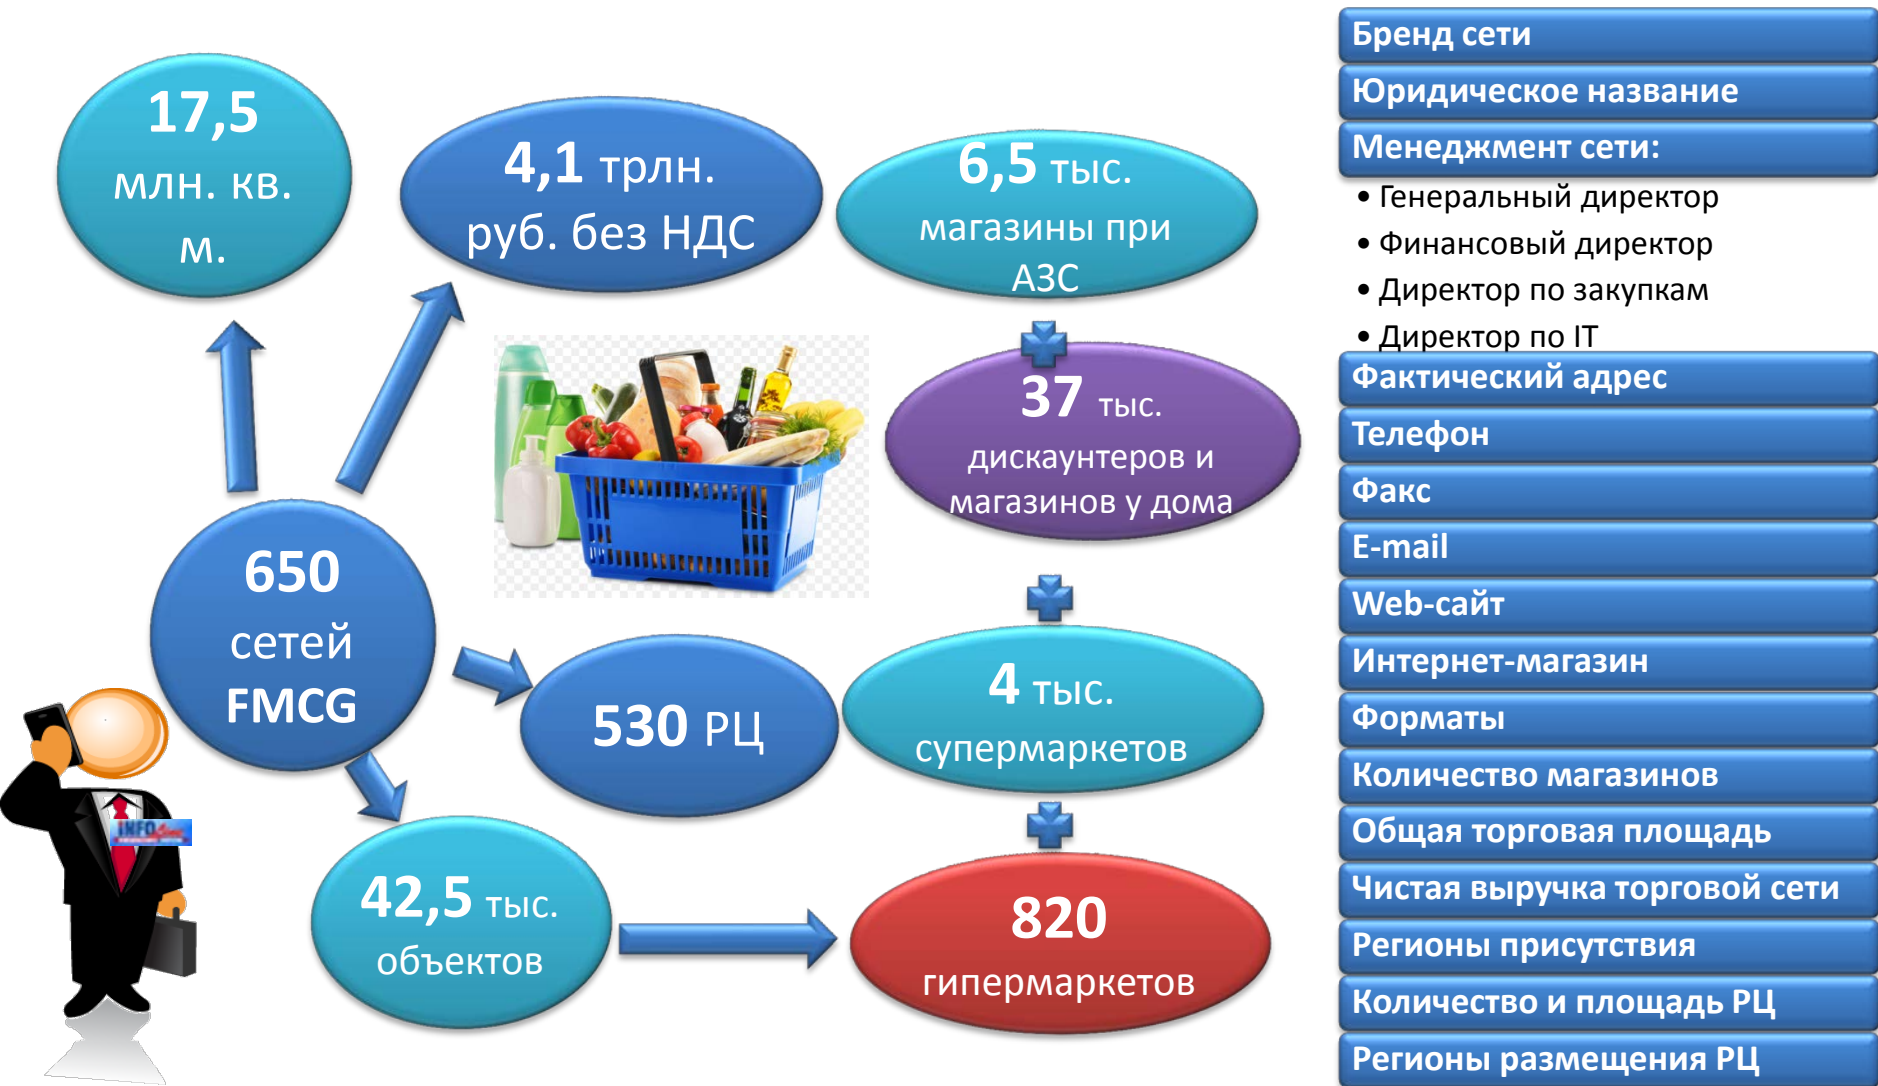 17,5
млн. кв.
м.
4,1 трлн.
руб. без НДС
6,5 тыс.
магазины при
АЗС
37 тыс.
дискаунтеров и
магазинов у дома
650
сетей
FMCG
530 РЦ
4 тыс.
супермаркетов
42,5 тыс.
объектов
820
гипермаркетов
INFOLine
Бренд сети
Юридическое название
Менеджмент сети:
• Генеральный директор
• Финансовый директор
• Директор по закупкам
• Директор по IT
Фактический адрес
Телефон
Факс
E-mail
Web-сайт
Интернет-магазин
Форматы
Количество магазинов
Общая торговая площадь
Чистая выручка торговой сети
Регионы присутствия
Количество и площадь РЦ
Регионы размещения РЦ